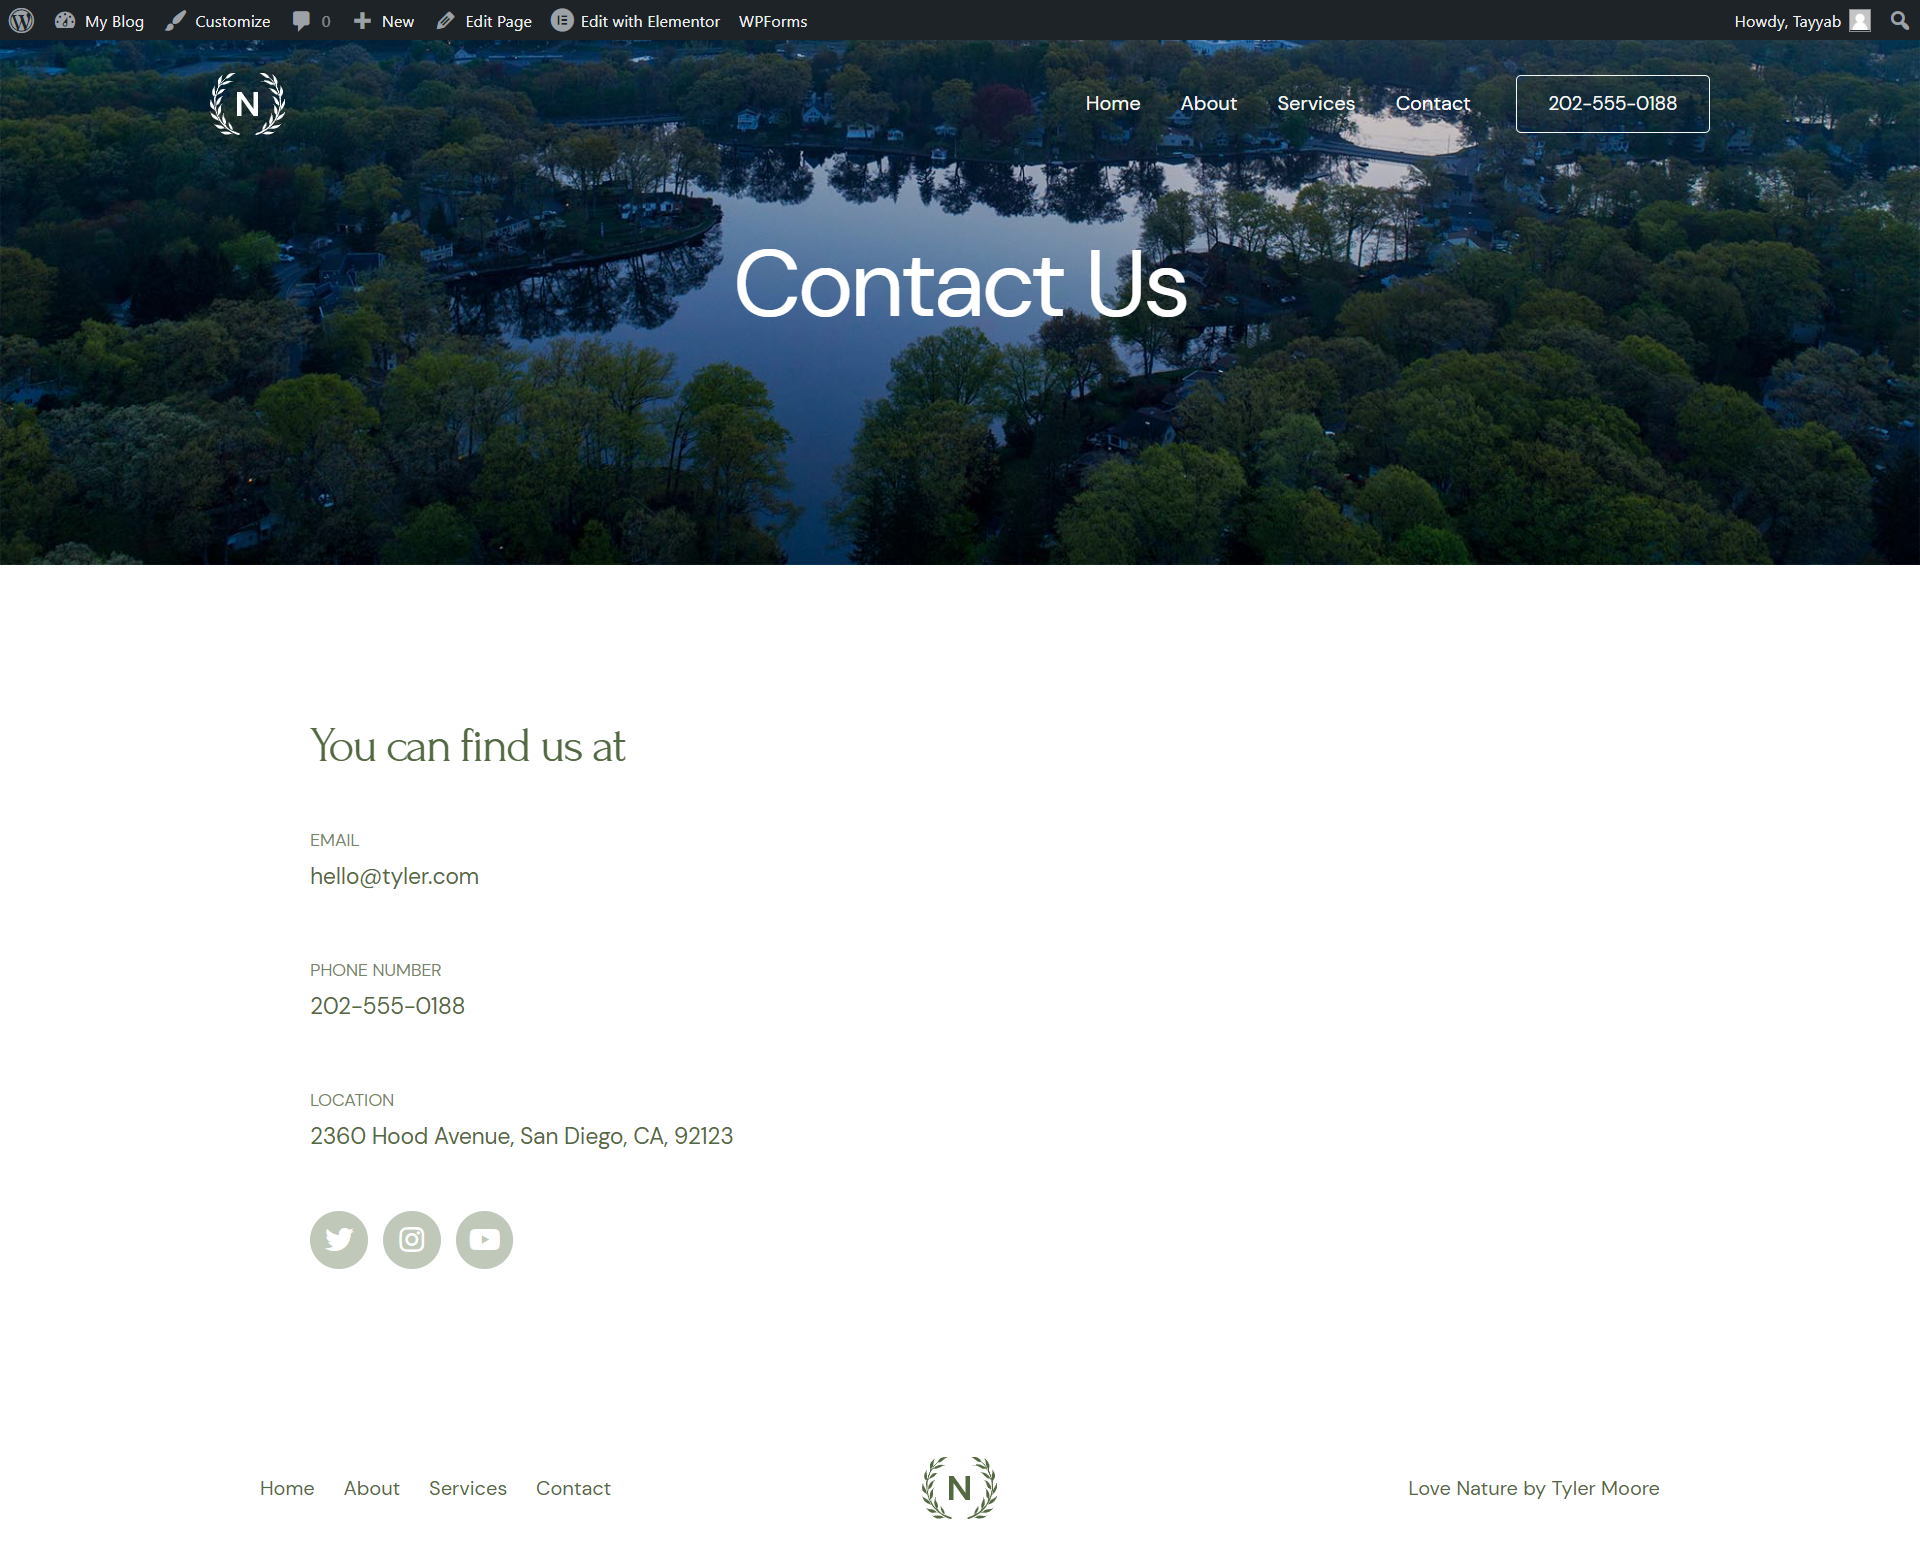 My Blog Customize 0 New Edit Page Edit with Elementor WPForms Howdy, Tayyab
N Home About Services Contact 202-555-0188
Contact Us
You can find us at
EMAIL
hello@tyler.com
PHONE NUMBER
202-555-0188
LOCATION
2360 Hood Avenue, San Diego, CA, 92123
Home About Services Contact N Love Nature by Tyler Moore